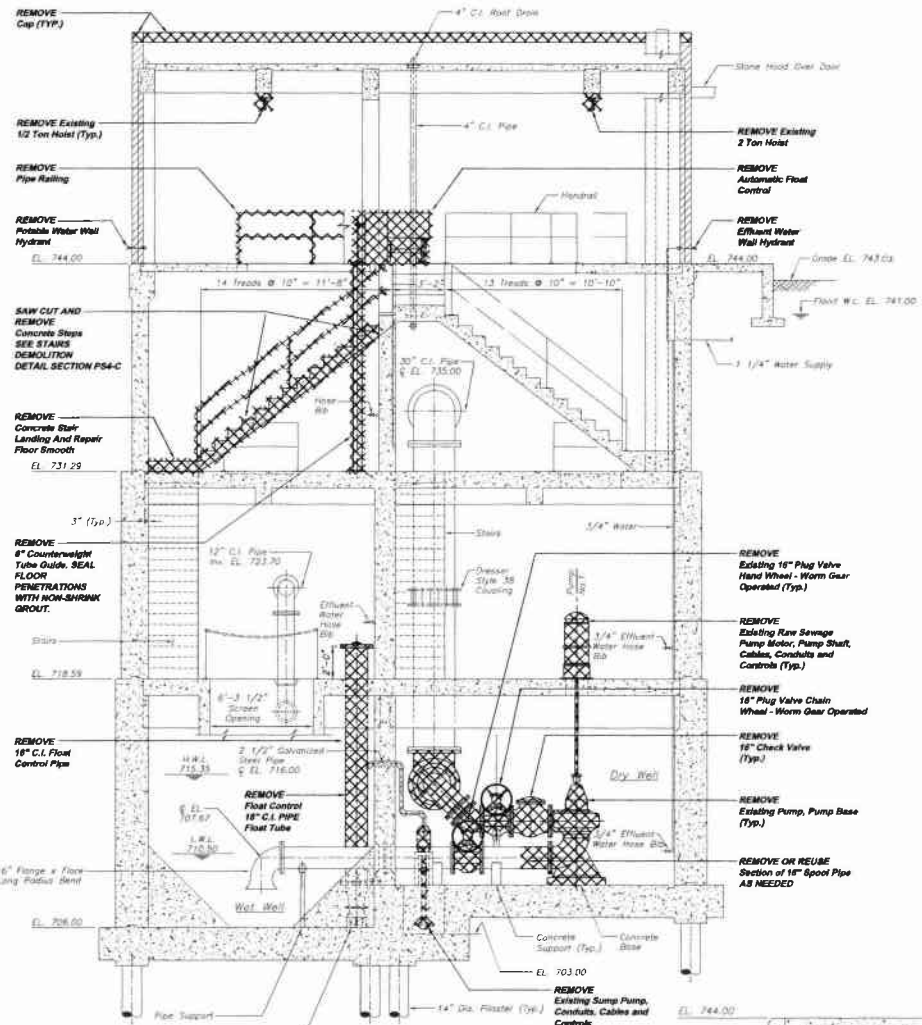 REMOVE
Cap (TYP.)
4" C.I. Roof Drain
Stone Hood Over Door
REMOVE Existing
1/2 Ton Hoist (Typ.)
4" C.I. Pipe
REMOVE Existing
2 Ton Hoist
REMOVE
Pipe Railing
REMOVE
Automatic Float
Control
Handrail
REMOVE
Potable Water Wall
Hydrant
REMOVE
Effluent Water
Wall Hydrant
EL. 744.00
EL. 744.00
Grade EL. 743.03
14 Treads @ 10" = 11'-8"
3'-2"
13 Treads @ 10" = 10'-10"
Flood W.L. EL. 741.00
SAW CUT AND
REMOVE
Concrete Steps
SEE STAIRS
DEMOLITION
DETAIL SECTION PS4-C
30" C.I. Pipe
₵ EL. 735.00
1 1/4" Water Supply
Hose
Bib
REMOVE
Concrete Stair
Landing And Repair
Floor Smooth
EL. 731.29
3" (Typ.)
3/4" Water
Stairs
REMOVE
8" Counterweight
Tube Guide. SEAL
FLOOR
PENETRATIONS
WITH NON-SHRINK
GROUT.
12" C.I. Pipe
Inv. EL. 723.70
Dresser
Style 38
Coupling
Pump
No. 1
REMOVE
Existing 16" Plug Valve
Hand Wheel - Worm Gear
Operated (Typ.)
Effluent
Water
Hose
Bib
3/4" Effluent
Water Hose
Bib
REMOVE
Existing Raw Sewage
Pump Motor, Pump Shaft,
Cables, Conduits and
Controls (Typ.)
Stairs
2'-6"
EL. 718.59
6'-3 1/2"
Screen
Opening
REMOVE
16" Plug Valve Chain
Wheel - Worm Gear Operated
REMOVE
16" C.I. Float
Control Pipe
2 1/2" Galvanized
Steel Pipe
₵ EL. 716.00
REMOVE
16" Check Valve
(Typ.)
H.W.L.
715.35
Dry Well
REMOVE
Float Control
18" C.I. PIPE
Float Tube
REMOVE
Existing Pump, Pump Base
(Typ.)
₵ EL.
707.67
L.W.L.
710.50
3/4" Effluent
Water Hose Bib
6" Flange x Flare
Long Radius Bend
REMOVE OR REUSE
Section of 16" Spool Pipe
AS NEEDED
Wet Well
EL. 706.00
Concrete
Support (Typ.)
Concrete
Base
EL. 703.00
Pipe Support
14" Dia. Pilaster (Typ.)
REMOVE
Existing Sump Pump,
Conduits, Cables and
Controls
EL. 744.00